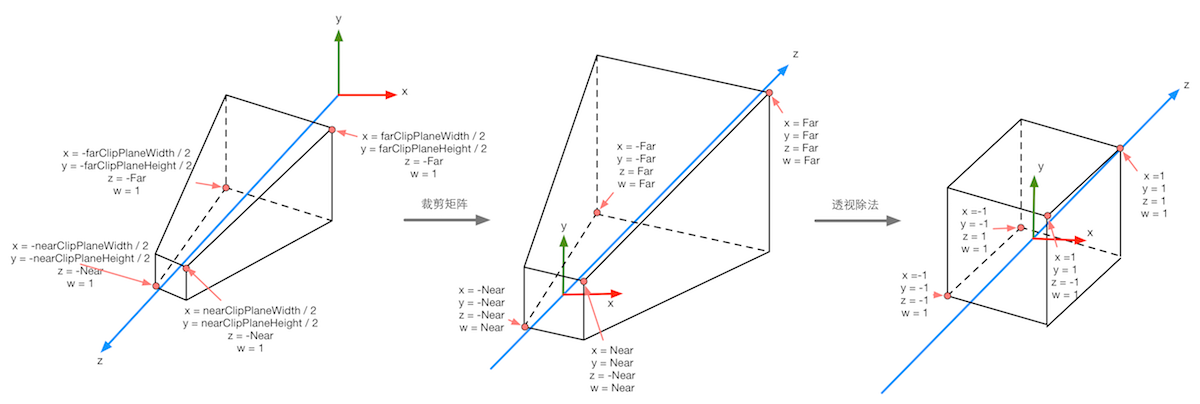 y
x
x = farClipPlaneWidth / 2
y = farClipPlaneHeight / 2
z = -Far
w = 1
x = -farClipPlaneWidth / 2
y = -farClipPlaneHeight / 2
z = -Far
w = 1
x = -nearClipPlaneWidth / 2
y = -nearClipPlaneHeight / 2
z = -Near
w = 1
x = nearClipPlaneWidth / 2
y = nearClipPlaneHeight / 2
z = -Near
w = 1
z
裁剪矩阵
z
x = Far
y = Far
z = Far
w = Far
x = -Far
y = -Far
z = Far
w = Far
y
x
x = -Near
y = -Near
z = -Near
w = Near
x = Near
y = Near
z = -Near
w = Near
透视除法
z
x =1
y = 1
z = 1
w = 1
y
x
x =-1
y = -1
z = 1
w = 1
x =1
y = 1
z = -1
w = 1
x =-1
y = -1
z = -1
w = 1